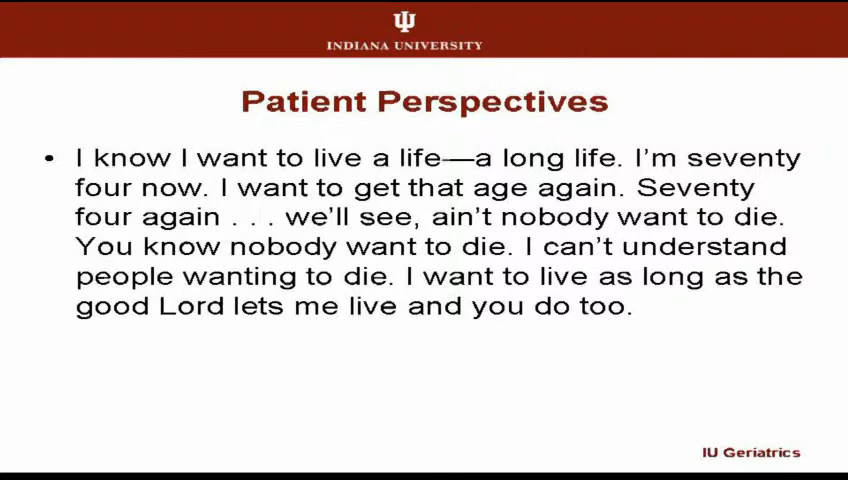 INDIANA UNIVERSITY
Patient Perspectives
• I know I want to live a life—a long life. I'm seventy
four now. I want to get that age again. Seventy
four again . . . we'll see, ain't nobody want to die.
You know nobody want to die. I can't understand
people wanting to die. I want to live as long as the
good Lord lets me live and you do too.
IU Geriatrics